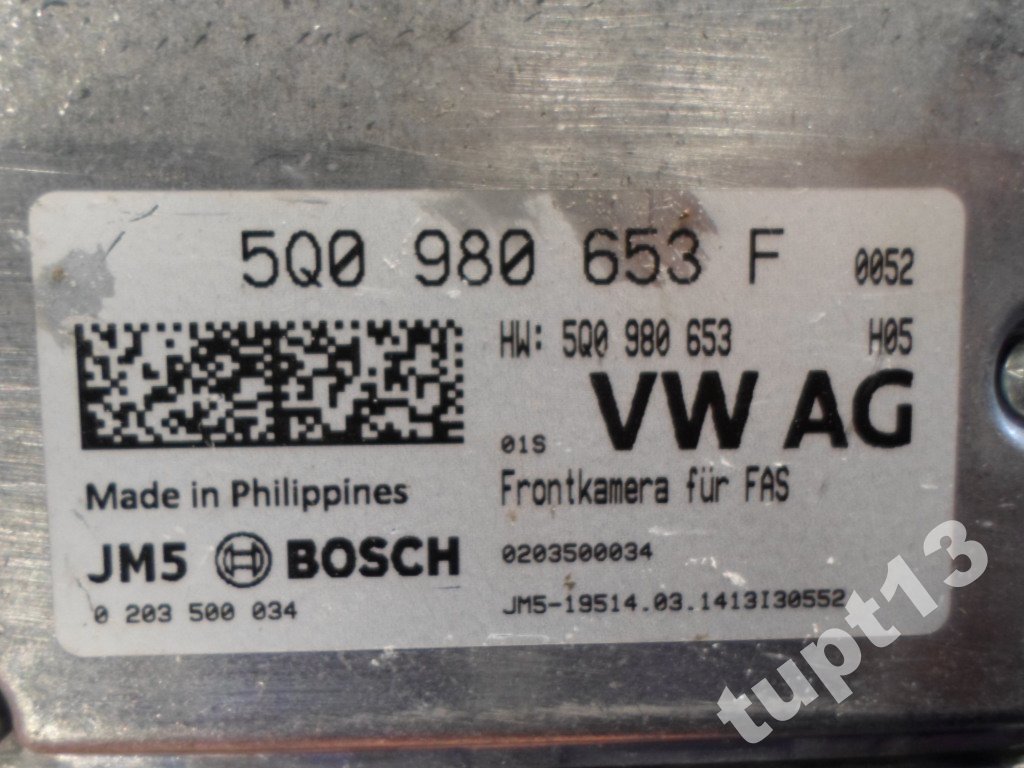 5Q0 980 653 F 0052
HW: 5Q0 980 653 H05
VW AG
01S
Frontkamera für FAS
Made in Philippines
JM5 BOSCH
0203500034
0 203 500 034
JM5-19514.03.1413I30552
tupt13